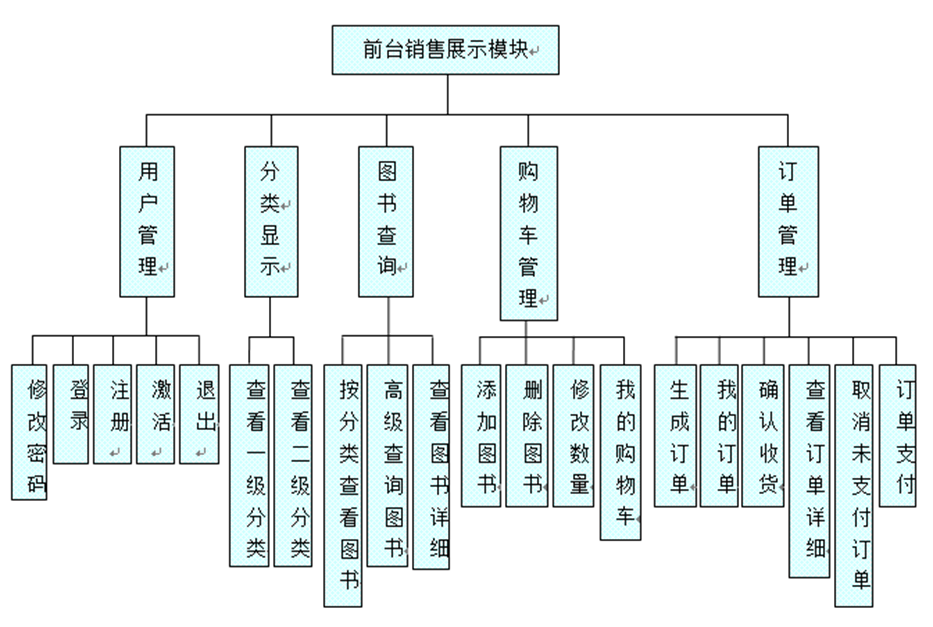 前台销售展示模块
用户管理
分类显示
图书查询
购物车管理
订单管理
修改密码
登录
注册
激活
退出
查看一级分类
查看二级分类
按分类查看图书
高级查询图书
查看图书详细
添加图书
删除图书
修改数量
我的购物车
生成订单
我的订单
确认收货
查看订单详细
取消未支付订单
订单支付